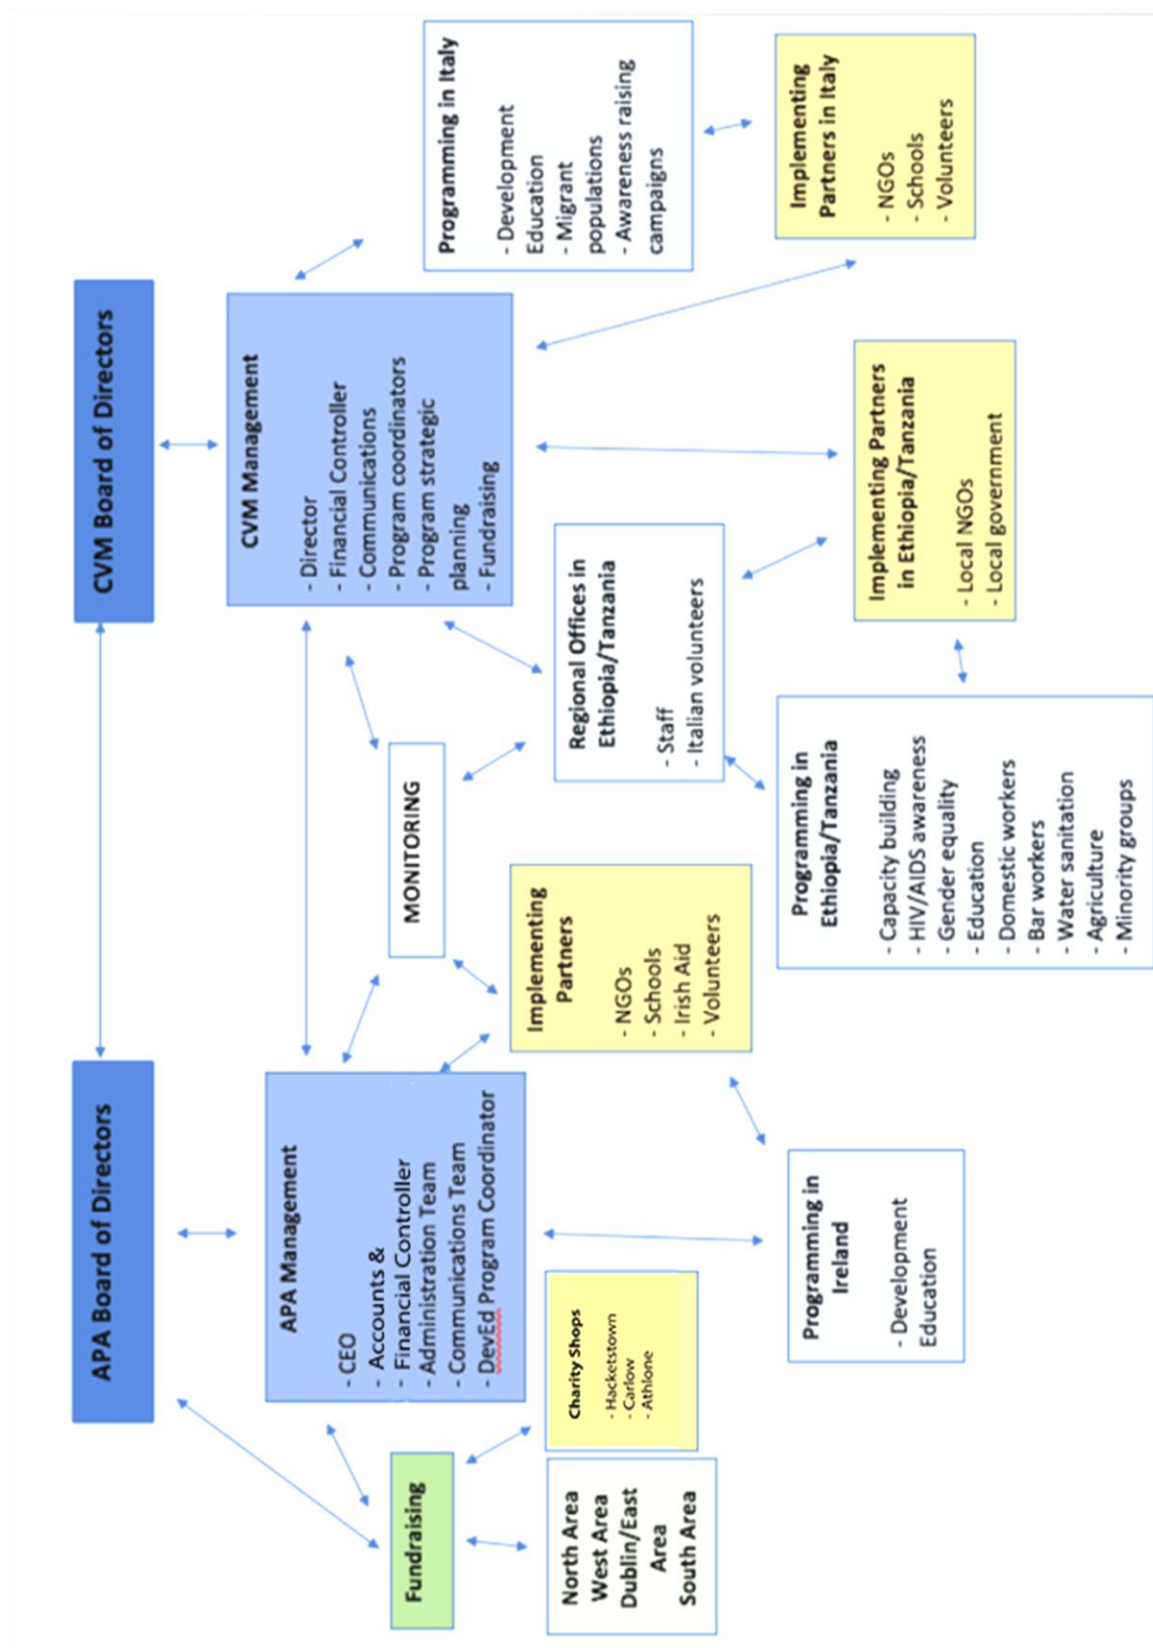 APA Board of Directors
CVM Board of Directors
APA Management
- CEO
- Accounts &
- Financial Controller
- Administration Team
- Communications Team
- DevEd Program Coordinator
CVM Management
- Director
- Financial Controller
- Communications
- Program coordinators
- Program strategic
planning
- Fundraising
Fundraising
MONITORING
Programming in Italy
- Development
Education
- Migrant
populations
- Awareness raising
campaigns
North Area
West Area
Dublin/East
Area
South Area
Charity Shops
- Hacketstown
- Carlow
- Athlone
Implementing
Partners
- NGOs
- Schools
- Irish Aid
- Volunteers
Regional Offices in
Ethiopia/Tanzania
- Staff
- Italian volunteers
Programming in
Ireland
- Development
Education
Programming in
Ethiopia/Tanzania
- Capacity building
- HIV/AIDS awareness
- Gender equality
- Education
- Domestic workers
- Bar workers
- Water sanitation
- Agriculture
- Minority groups
Implementing Partners
in Ethiopia/Tanzania
- Local NGOs
- Local government
Implementing
Partners in Italy
- NGOs
- Schools
- Volunteers